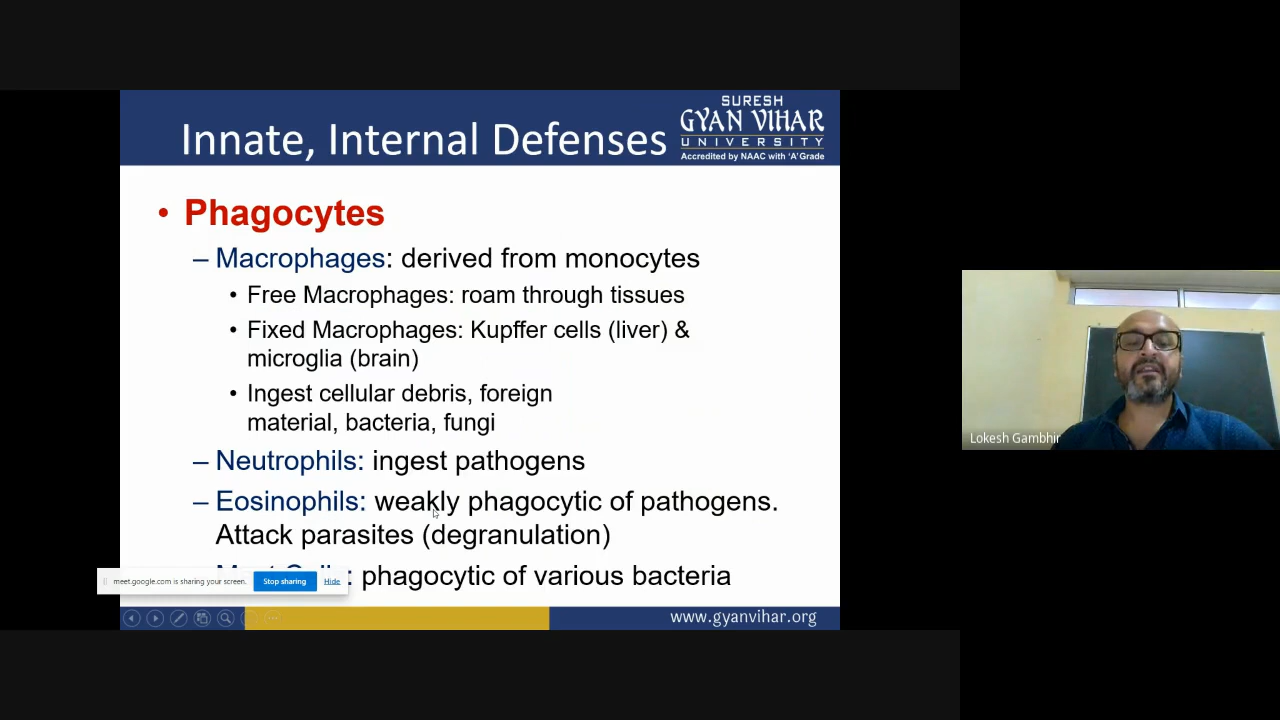 SURESH
GYAN VIHAR
UNIVERSITY
Accredited by NAAC with 'A' Grade
Innate, Internal Defenses
• Phagocytes
– Macrophages: derived from monocytes
• Free Macrophages: roam through tissues
• Fixed Macrophages: Kupffer cells (liver) &
microglia (brain)
• Ingest cellular debris, foreign
material, bacteria, fungi
– Neutrophils: ingest pathogens
– Eosinophils: weakly phagocytic of pathogens.
Attack parasites (degranulation)
: phagocytic of various bacteria
meet.google.com is sharing your screen.
Stop sharing
Hide
www.gyanvihar.org
Lokesh Gambhir